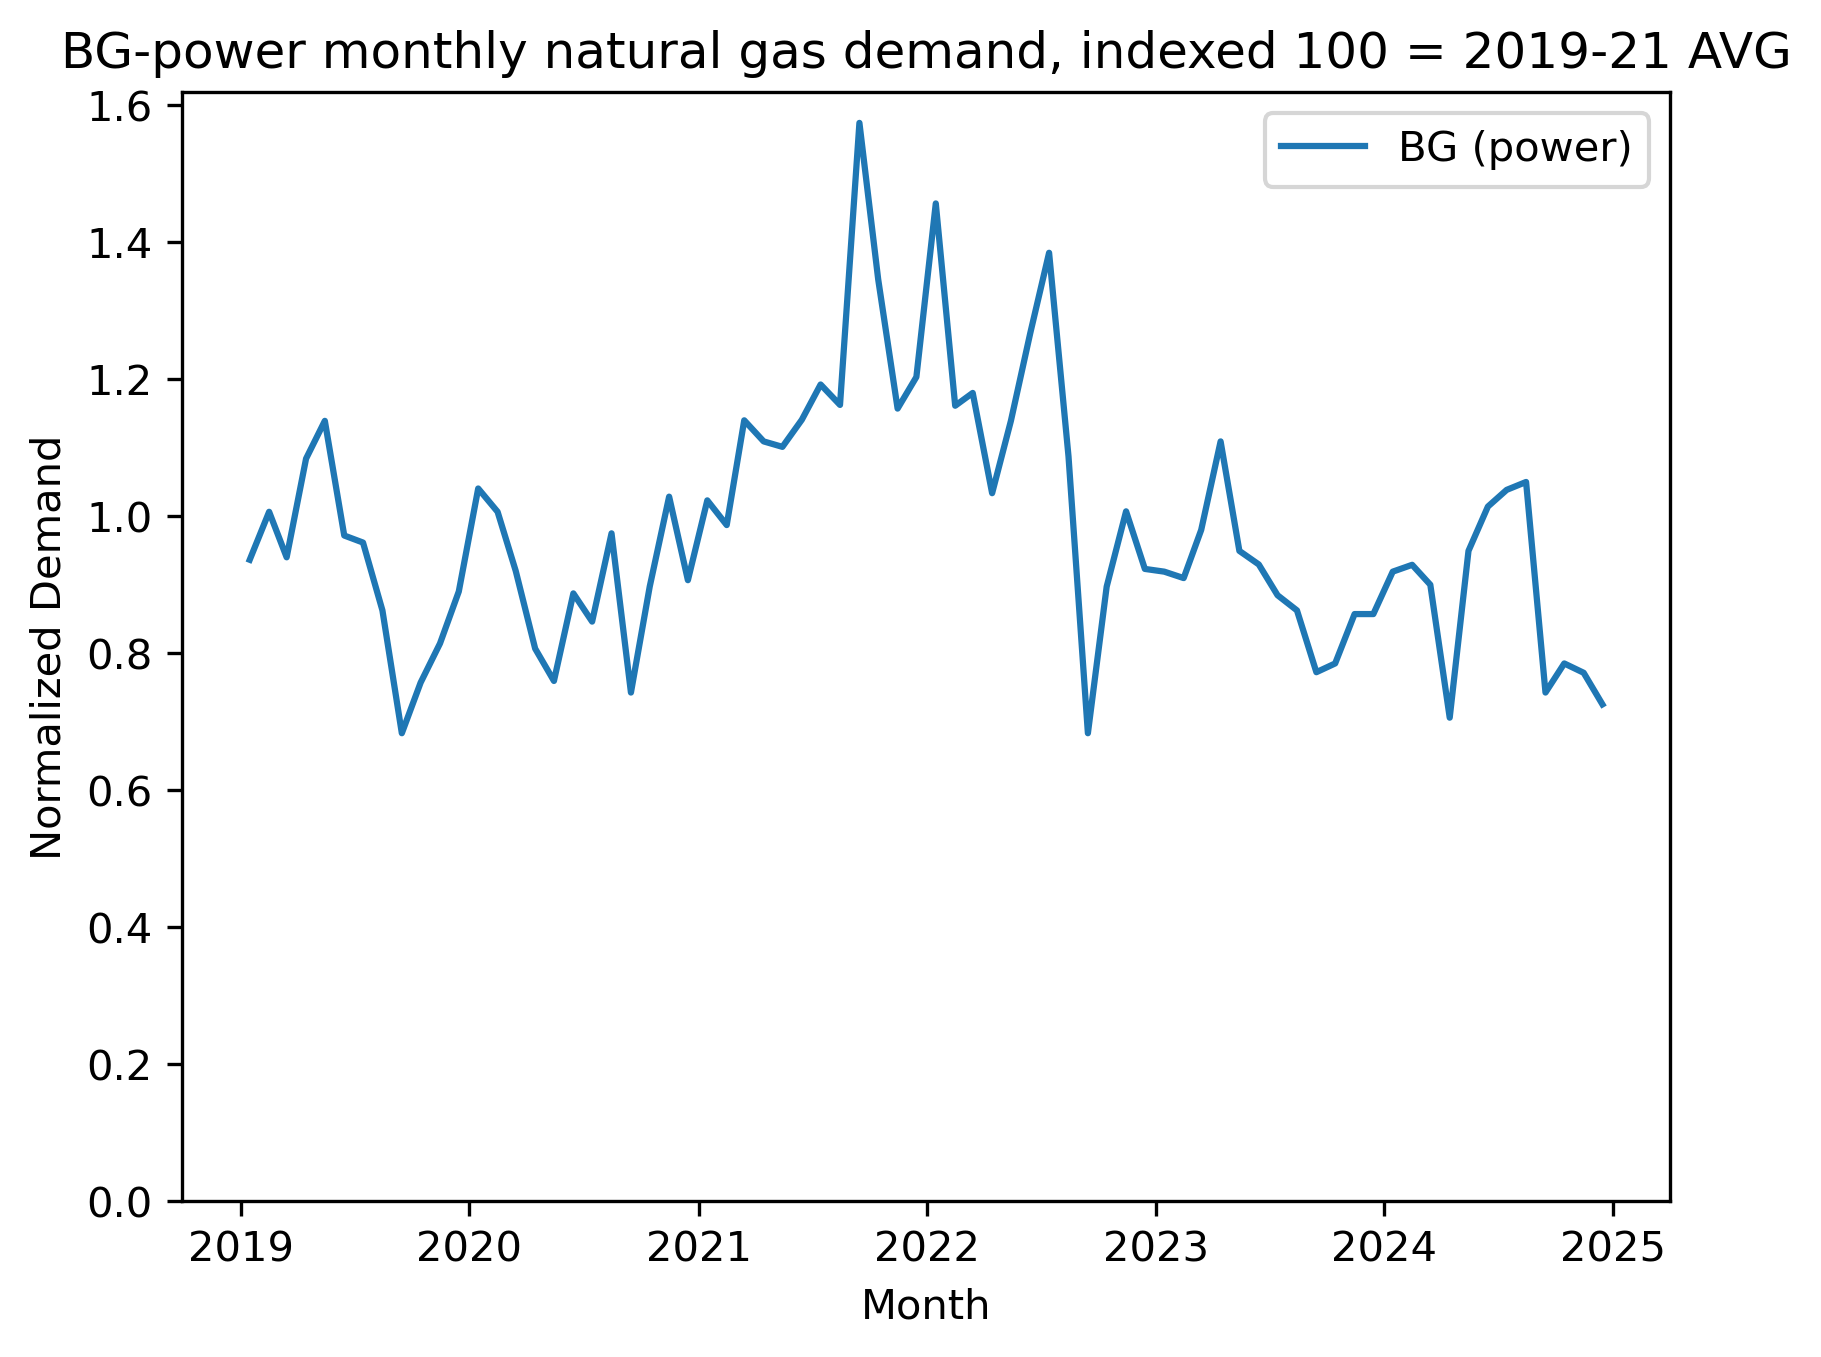 BG-power monthly natural gas demand, indexed 100 = 2019-21 AVG
BG (power)
Normalized Demand
1.6
1.4
1.2
1.0
0.8
0.6
0.4
0.2
0.0
2019 2020 2021 2022 2023 2024 2025
Month